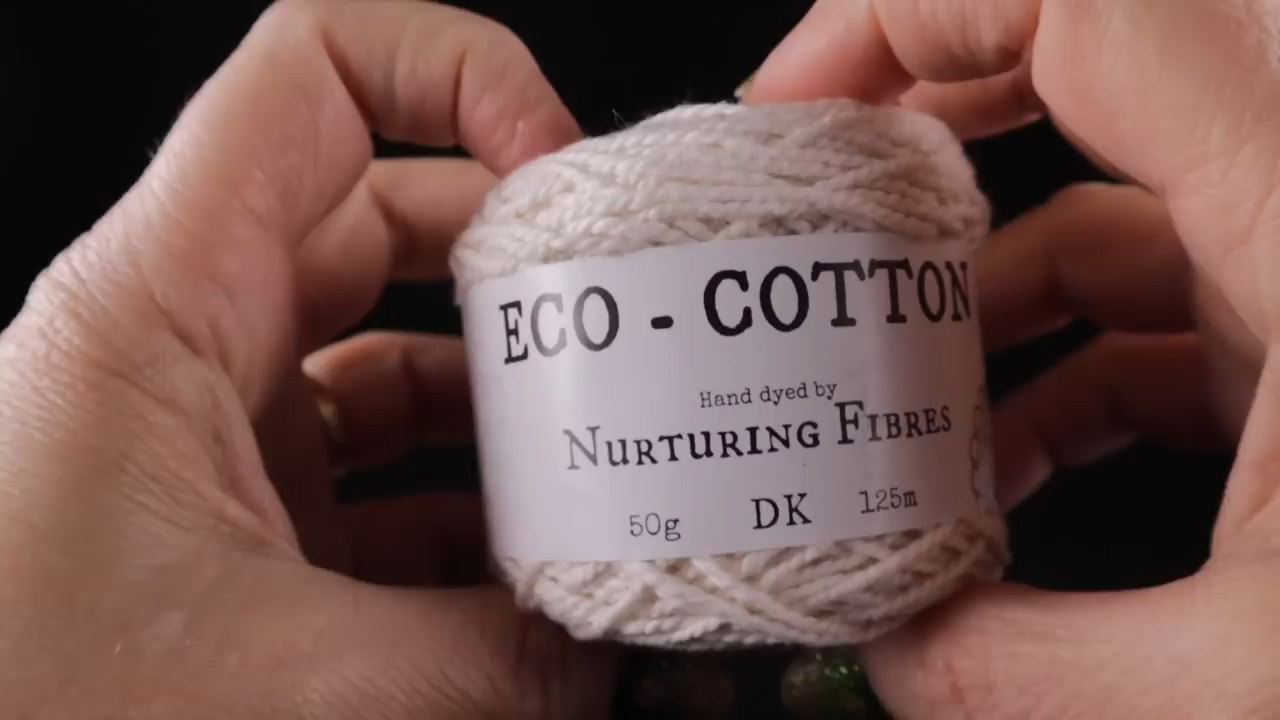 ECO - COTTON
Hand dyed by
NURTURING FIBRES
50g DK 125m